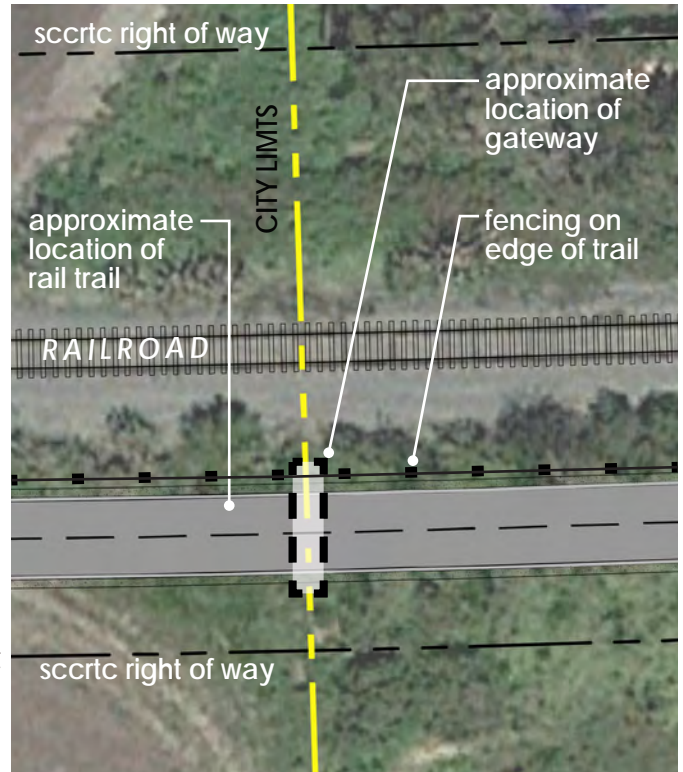 sccrtc right of way
approximate
location of
gateway
CITY LIMTS
approximate
location of
rail trail
fencing on
edge of trail
RAILROAD
sccrtc right of way